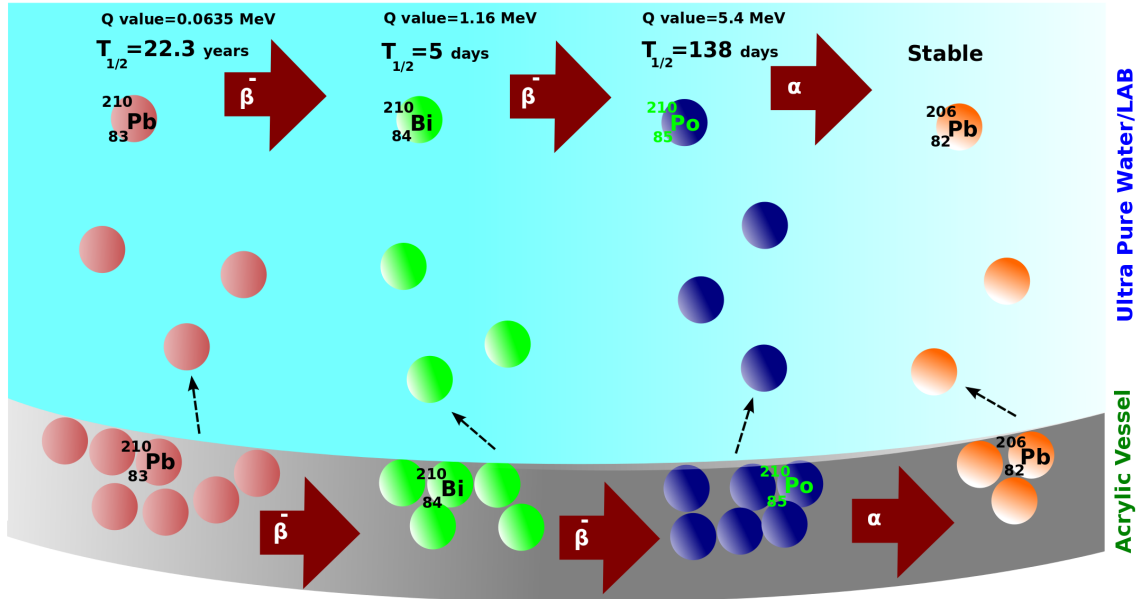 Q value=0.0635 MeV
T1/2=22.3 years
β-
210
83 Pb
Q value=1.16 MeV
T1/2=5 days
β-
210
84 Bi
Q value=5.4 MeV
T1/2=138 days
α
210
85 Po
Stable
206
82 Pb
Ultra Pure Water/LAB
210
83 Pb
β-
210
84 Bi
β-
210
85 Po
α
206
82 Pb
Acrylic Vessel